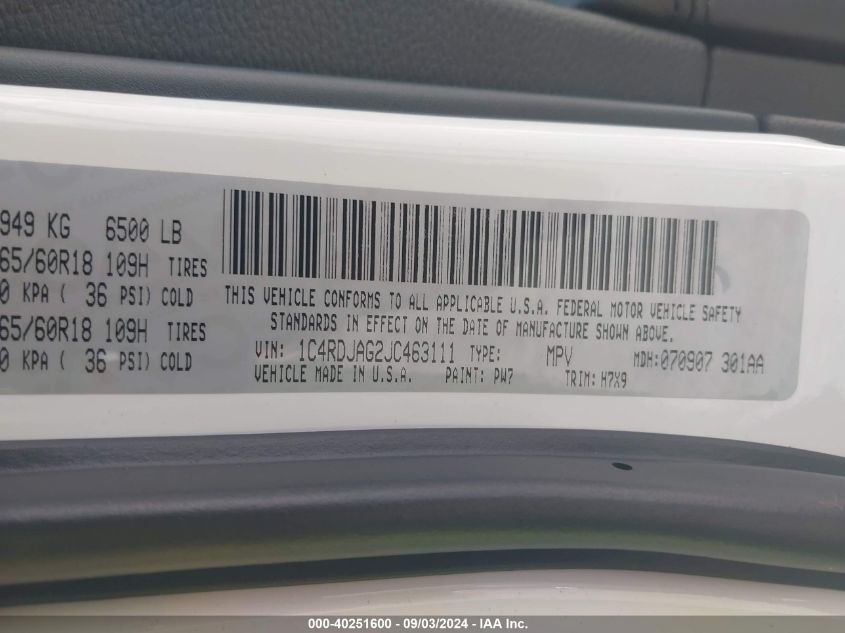 949 KG 6500 LB
65/60R18 109H TIRES
0 KPA ( 36 PSI) COLD
65/60R18 109H TIRES
0 KPA ( 36 PSI) COLD
THIS VEHICLE CONFORMS TO ALL APPLICABLE U.S.A. FEDERAL MOTOR VEHICLE SAFETY
STANDARDS IN EFFECT ON THE DATE OF MANUFACTURE SHOWN ABOVE.
VIN: 1C4RDJAG2JC463111 TYPE: MPV MDH:070907 301AA
VEHICLE MADE IN U.S.A. PAINT: PW7 TRIM: H7X9
000-40251600 - 09/03/2024 - IAA Inc.